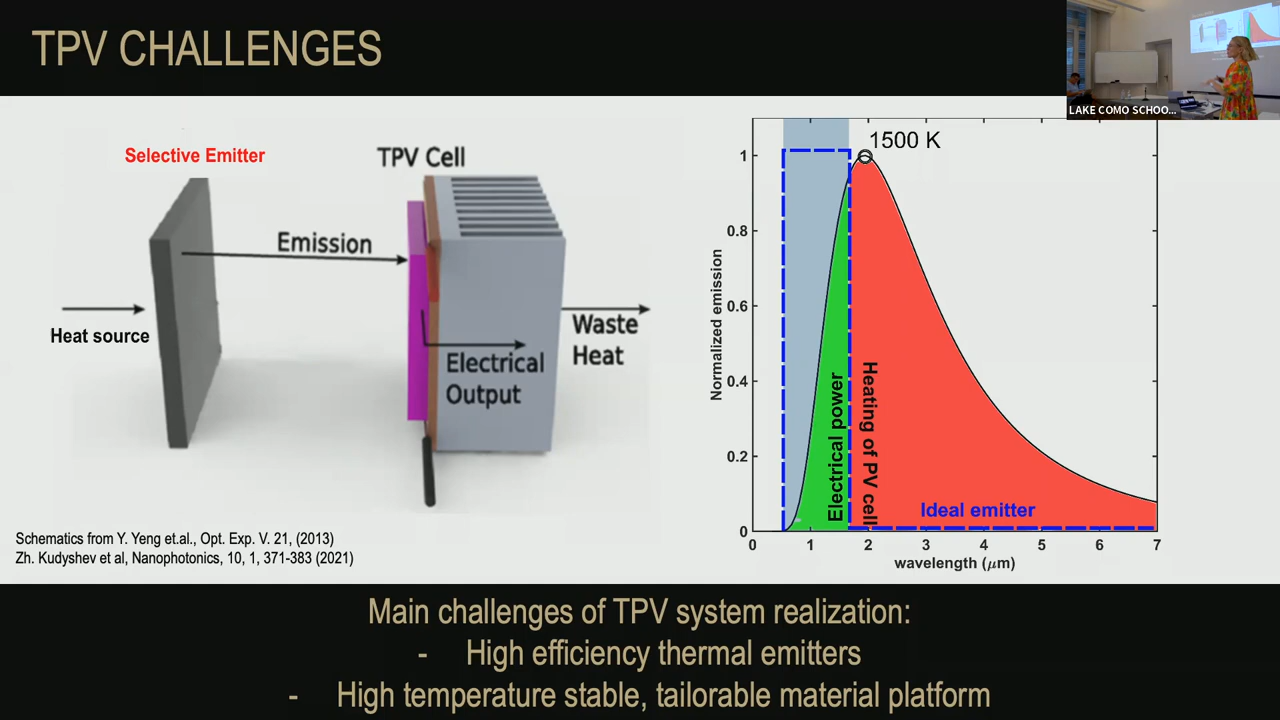 TPV CHALLENGES
LAKE COMO SCHOO...
Selective Emitter
TPV Cell
Emission
Heat source
Electrical
Output
Waste
Heat
Schematics from Y. Yeng et.al., Opt. Exp. V. 21, (2013)
Zh. Kudyshev et al, Nanophotonics, 10, 1, 371-383 (2021)
1500 K
Normalized emission
1
0.8
0.6
0.4
0.2
0
Electrical power
Heating of PV cell
Ideal emitter
0 1 2 3 4 5 6 7
wavelength (μm)
Main challenges of TPV system realization:
- High efficiency thermal emitters
- High temperature stable, tailorable material platform